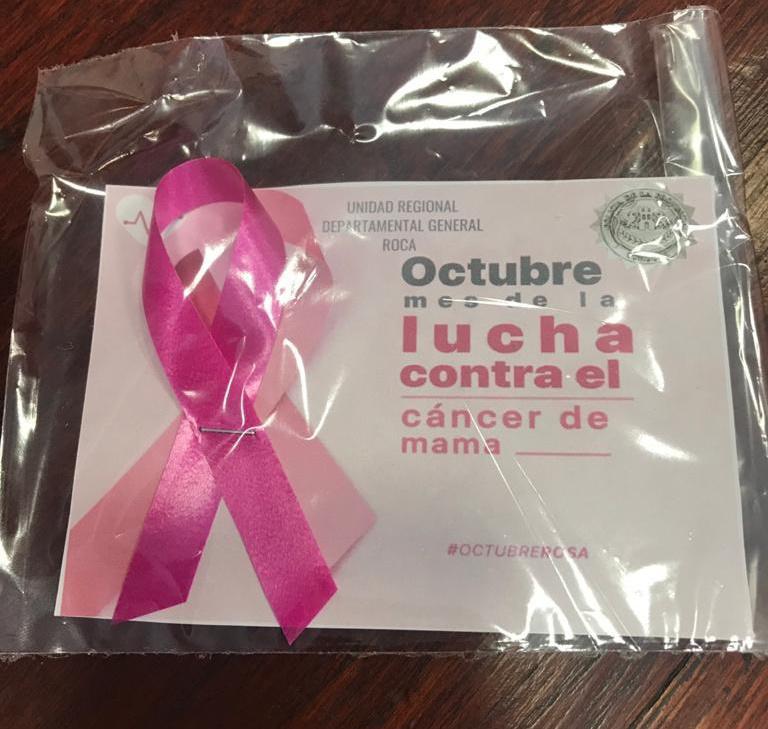 UNIDAD REGIONAL
DEPARTAMENTAL GENERAL
ROCA
Octubre
mes de la
lucha
contra el
cáncer de
mama
#OCTUBREROSA